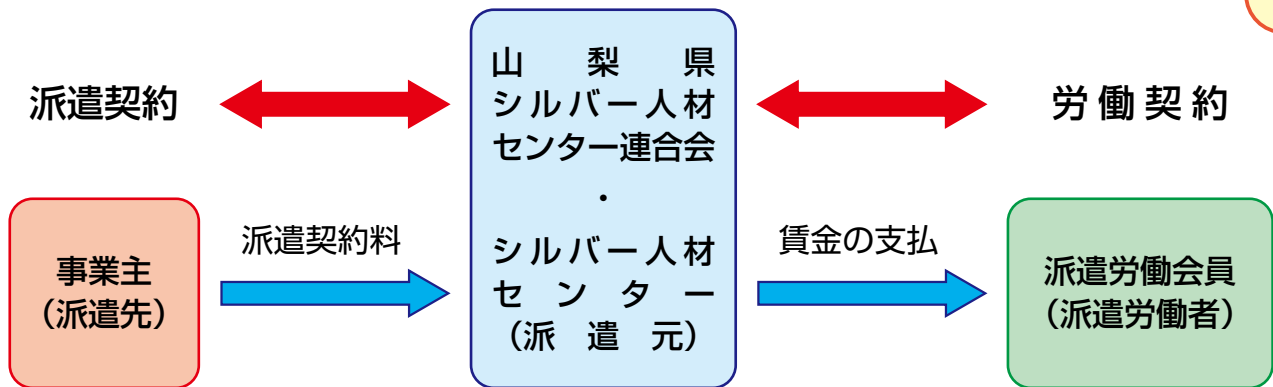 派遣契約
山梨県
シルバー人材
センター連合会
・
シルバー人材
センター
（派遣元）
労働契約
事業主
（派遣先）
派遣契約料
賃金の支払
派遣労働会員
（派遣労働者）